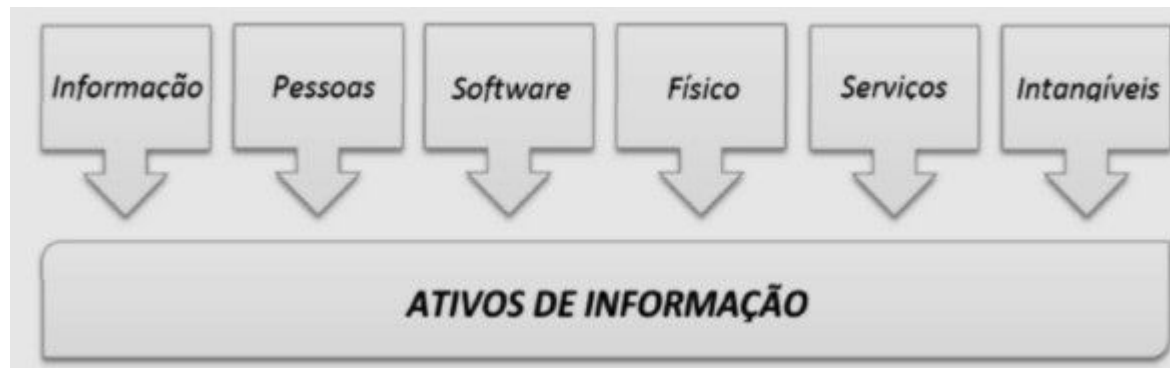 Informação
Pessoas
Software
Físico
Serviços
Intangíveis
ATIVOS DE INFORMAÇÃO